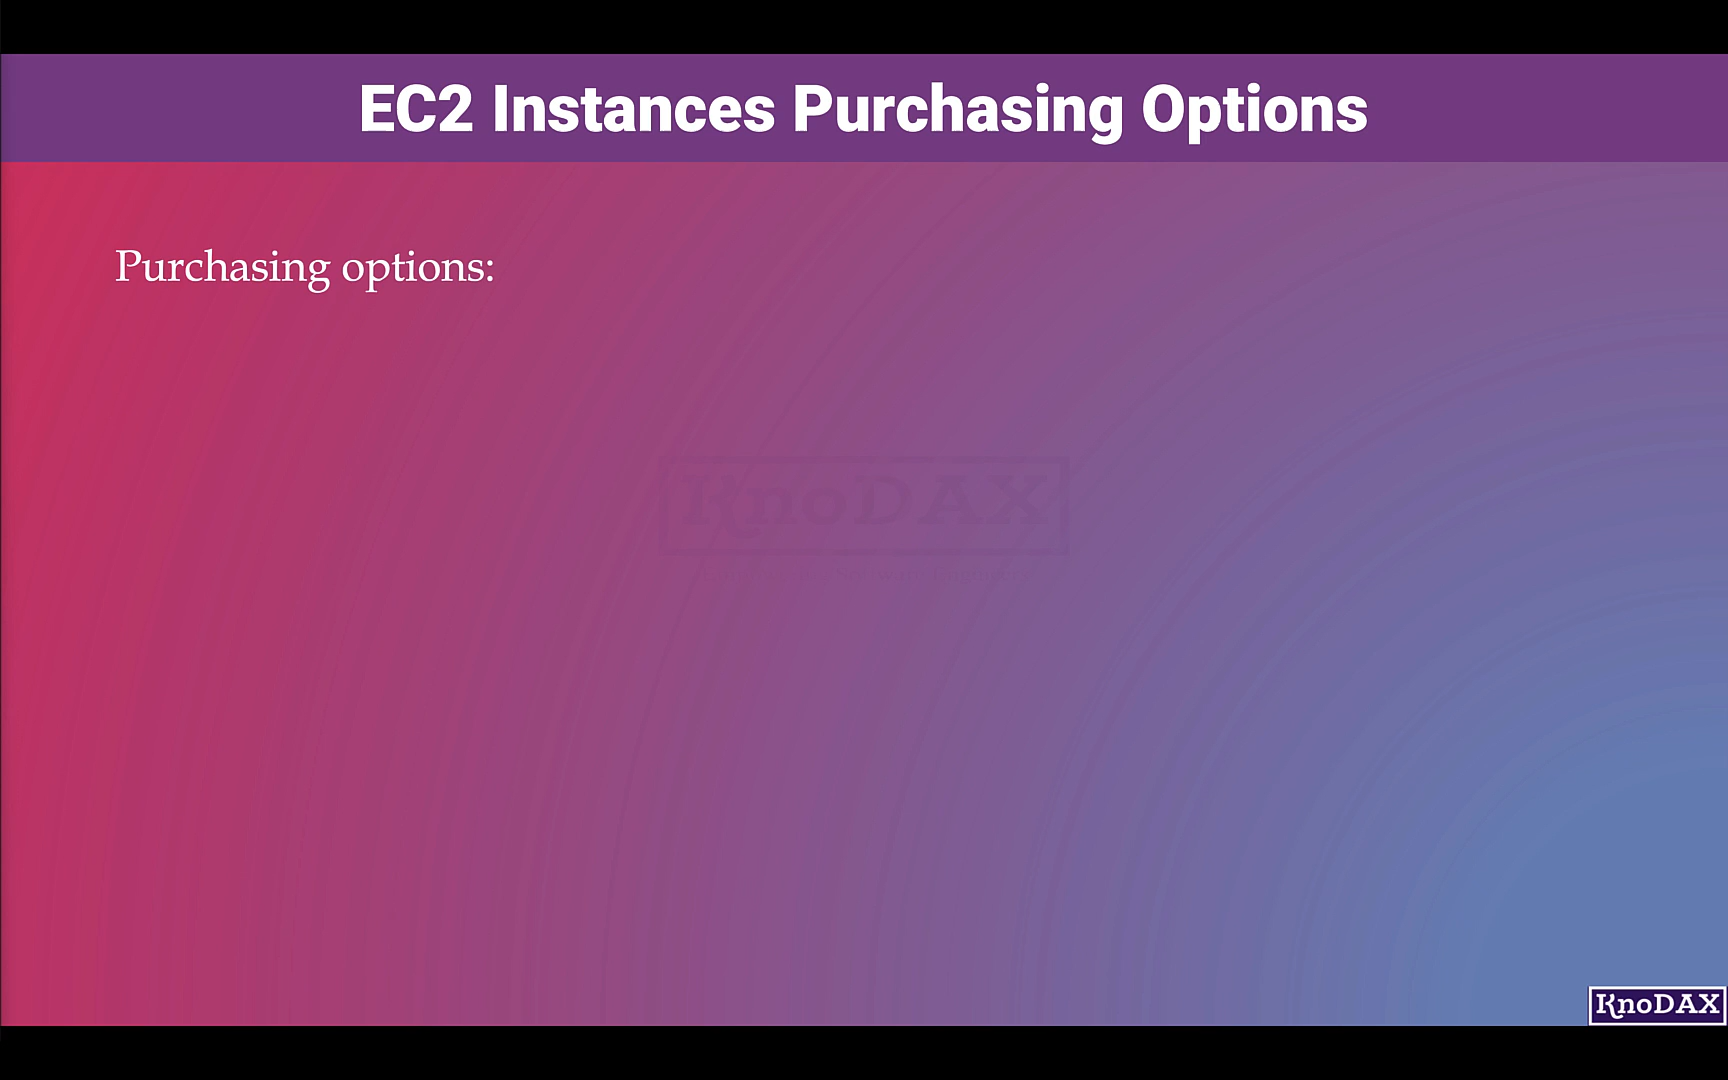 EC2 Instances Purchasing Options
Purchasing options:
KnoDAX
KnoDAX